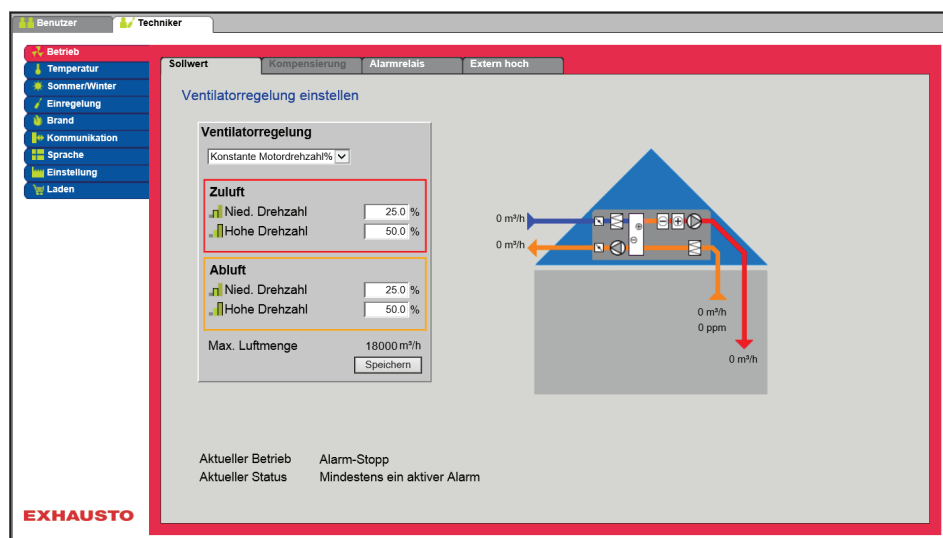 Benutzer
Techniker
Betrieb
Temperatur
Sommer/Winter
Einregelung
Brand
Kommunikation
Sprache
Einstellung
Laden
Sollwert
Kompensierung
Alarmrelais
Extern hoch
Ventilatorregelung einstellen
Ventilatorregelung
Konstante Motordrehzahl%
Zuluft
Nied. Drehzahl 25.0 %
Hohe Drehzahl 50.0 %
Abluft
Nied. Drehzahl 25.0 %
Hohe Drehzahl 50.0 %
Max. Luftmenge 18000 m³/h
Speichern
0 m³/h
0 m³/h
0 m³/h
0 ppm
0 m³/h
Aktueller Betrieb Alarm-Stopp
Aktueller Status Mindestens ein aktiver Alarm
EXHAUSTO